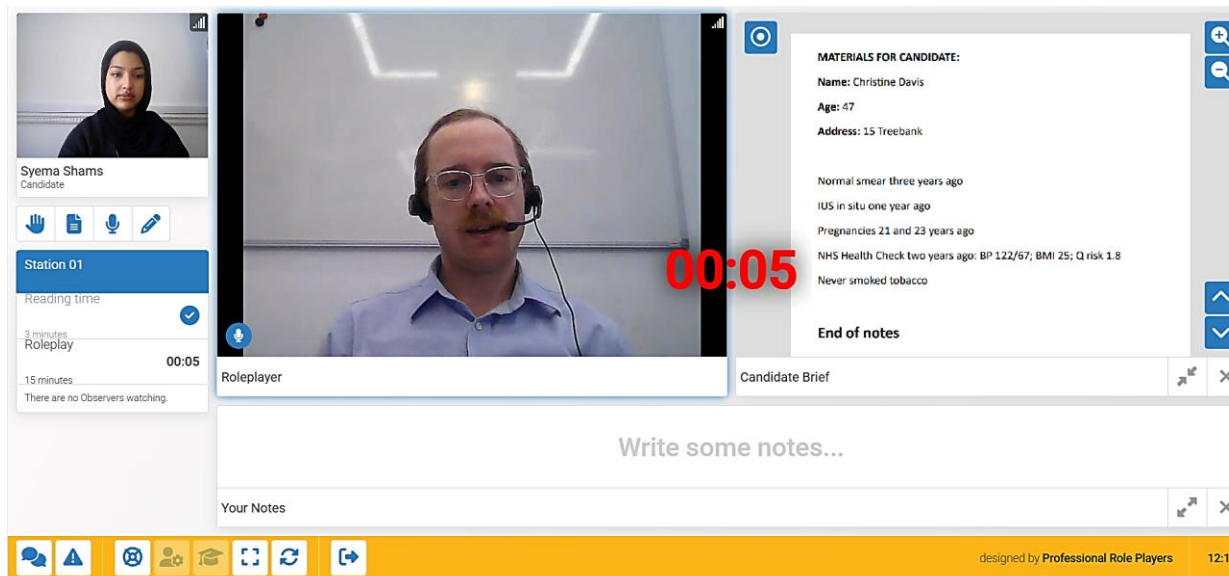 Syema Shams
Candidate
Station 01
Reading time
3 minutes
Roleplay
00:05
15 minutes
There are no Observers watching.
Roleplayer
00:05
MATERIALS FOR CANDIDATE:
Name: Christine Davis
Age: 47
Address: 15 Treebank
Normal smear three years ago
IUS in situ one year ago
Pregnancies 21 and 23 years ago
NHS Health Check two years ago: BP 122/67; BMI 25; Q risk 1.8
Never smoked tobacco
End of notes
Candidate Brief
Write some notes...
Your Notes
designed by Professional Role Players